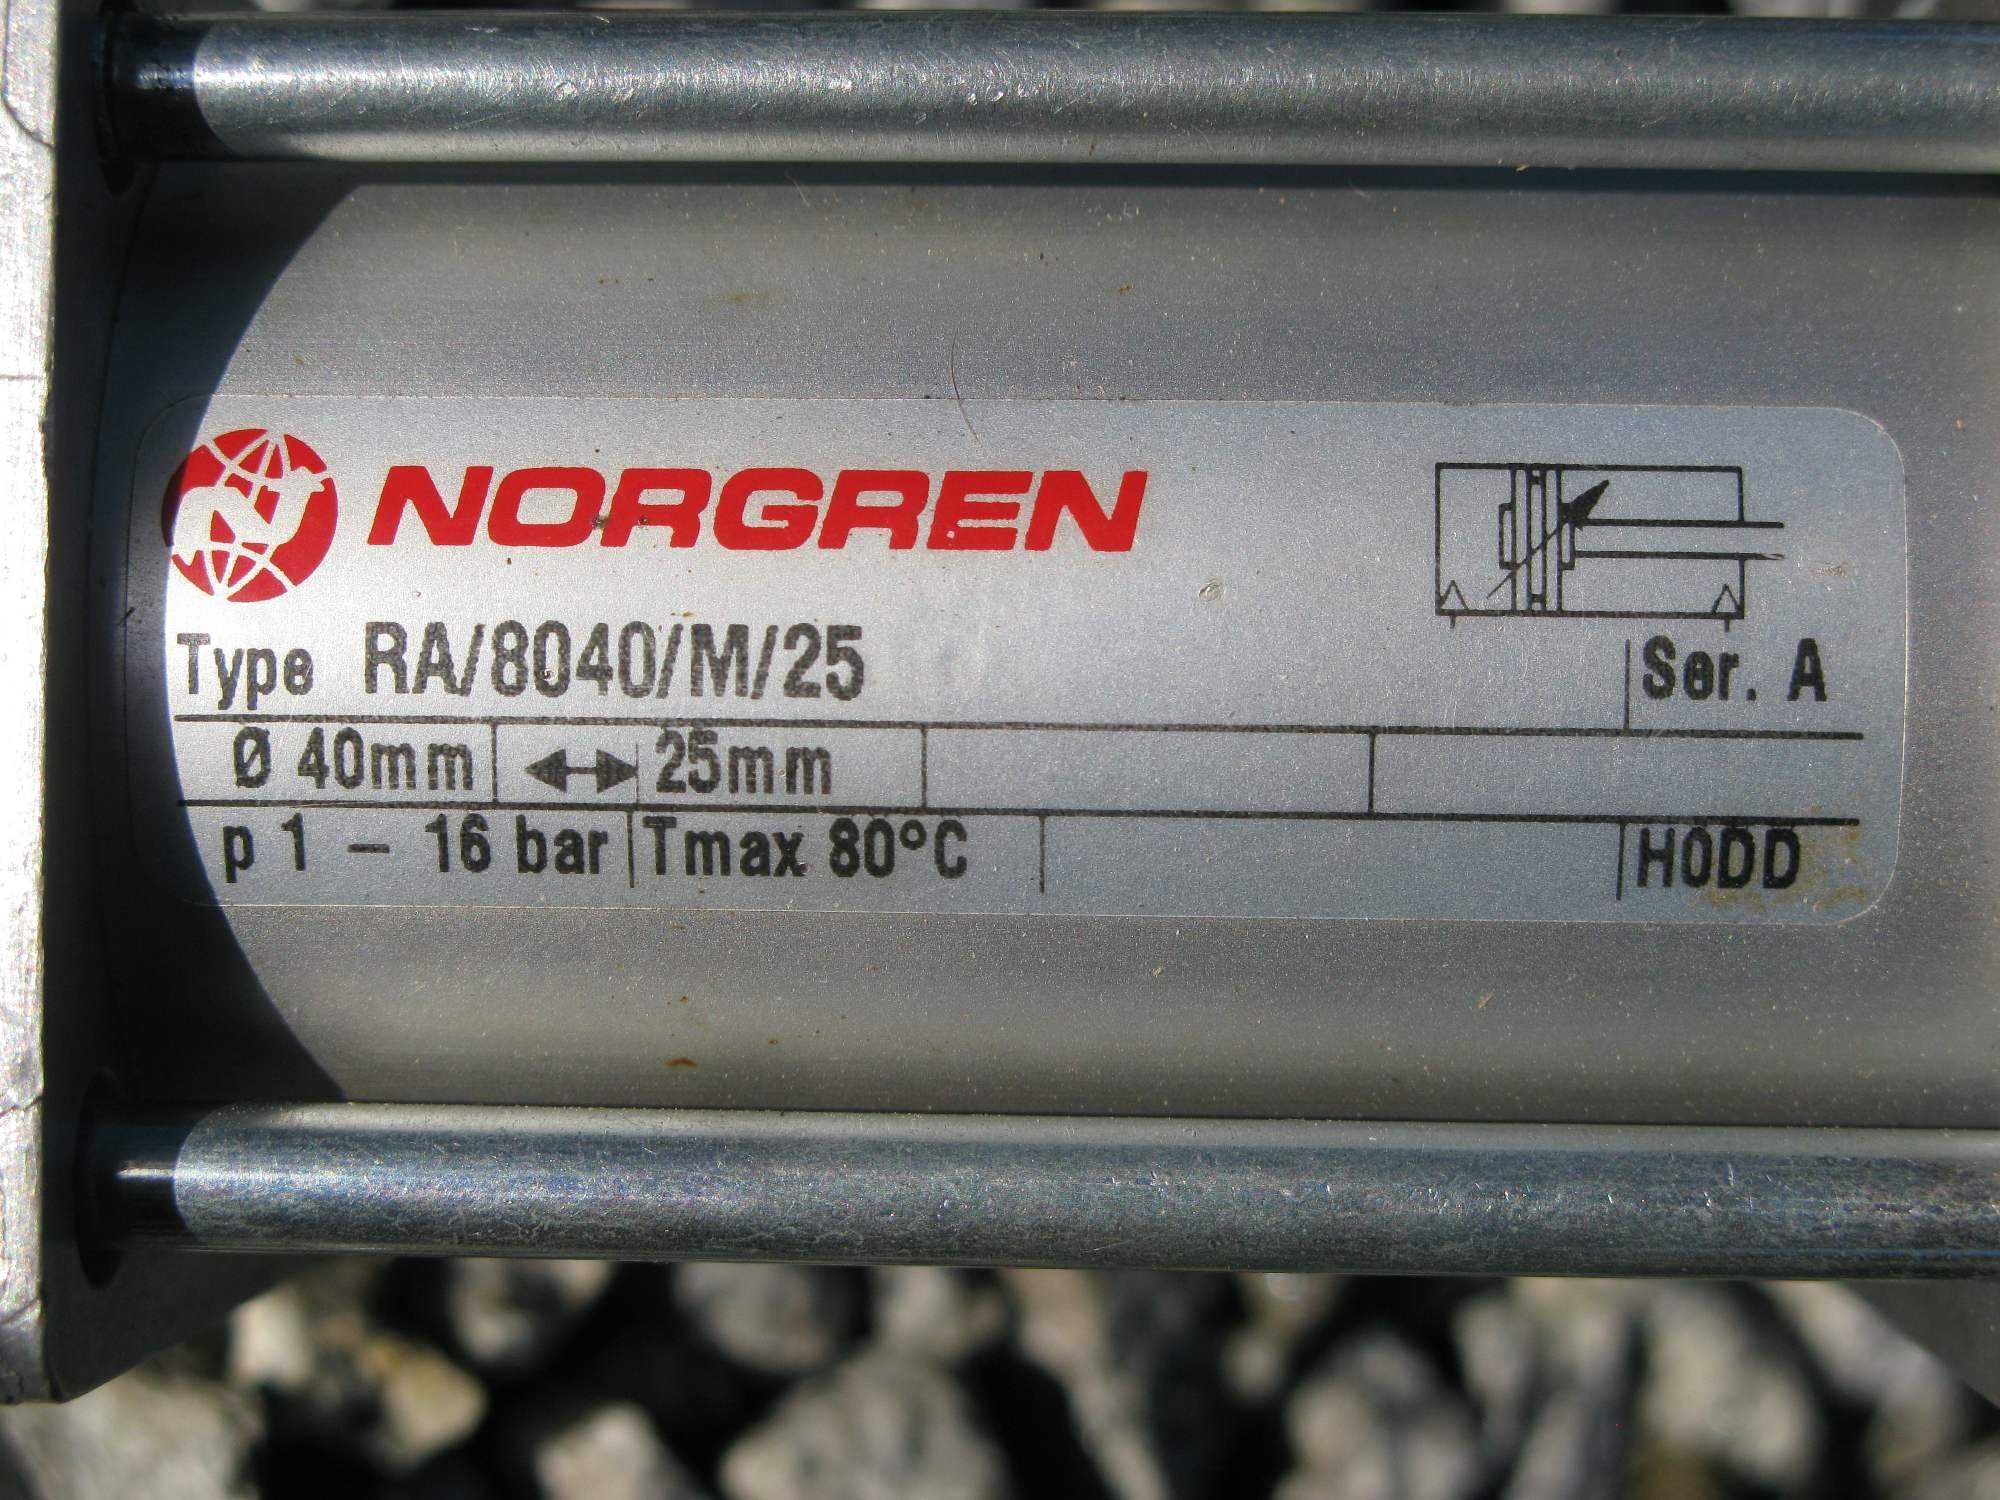 NORGREN
Type RA/8040/M/25 Ser. A
Ø 40mm 25mm
p 1 - 16 bar Tmax 80°C H0DD